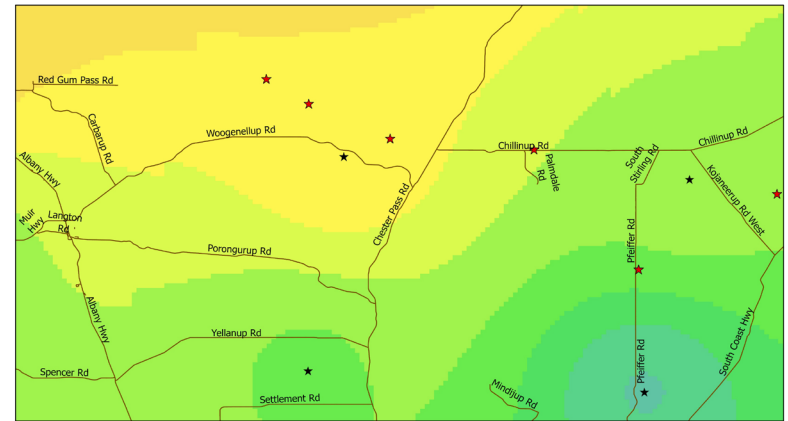 Red Gum Pass Rd
Carbarup Rd
Woogenellup Rd
Chillinup Rd
Chillinup Rd
South
Stirling Rd
Palmdale
Rd
Albany Hwy
Kojaneerup Rd West
Muir
Hwy
Langton
Rd
Chester Pass Rd
Porongurup Rd
Pfeiffer Rd
Albany Hwy
Yellanup Rd
South Coast Hwy
Pfeiffer Rd
Spencer Rd
Mindijup Rd
Settlement Rd